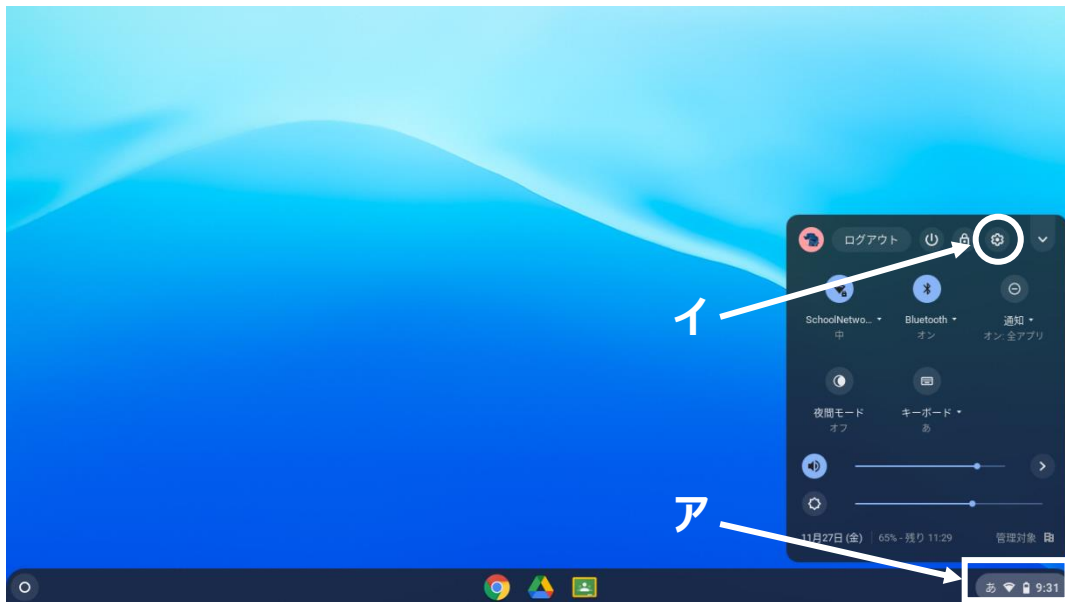 ログアウト
イ
SchoolNetwo...
中
Bluetooth
オン
通知
オン: 全アプリ
夜間モード
オフ
キーボード
あ
ア
11月27日 (金)
65% - 残り 11:29
管理対象
あ 9:31